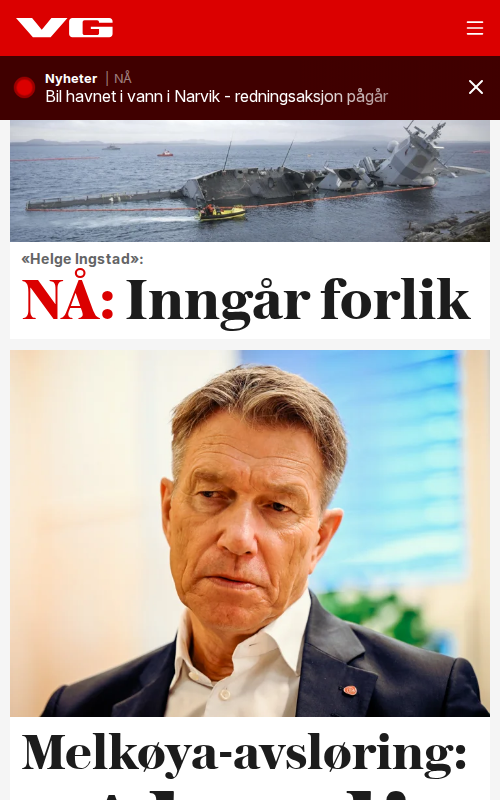 VG
Nyheter | NÅ
Bil havnet i vann i Narvik - redningsaksjon pågår
«Helge Ingstad»:
NÅ: Inngår forlik
Melkøya-avsløring: